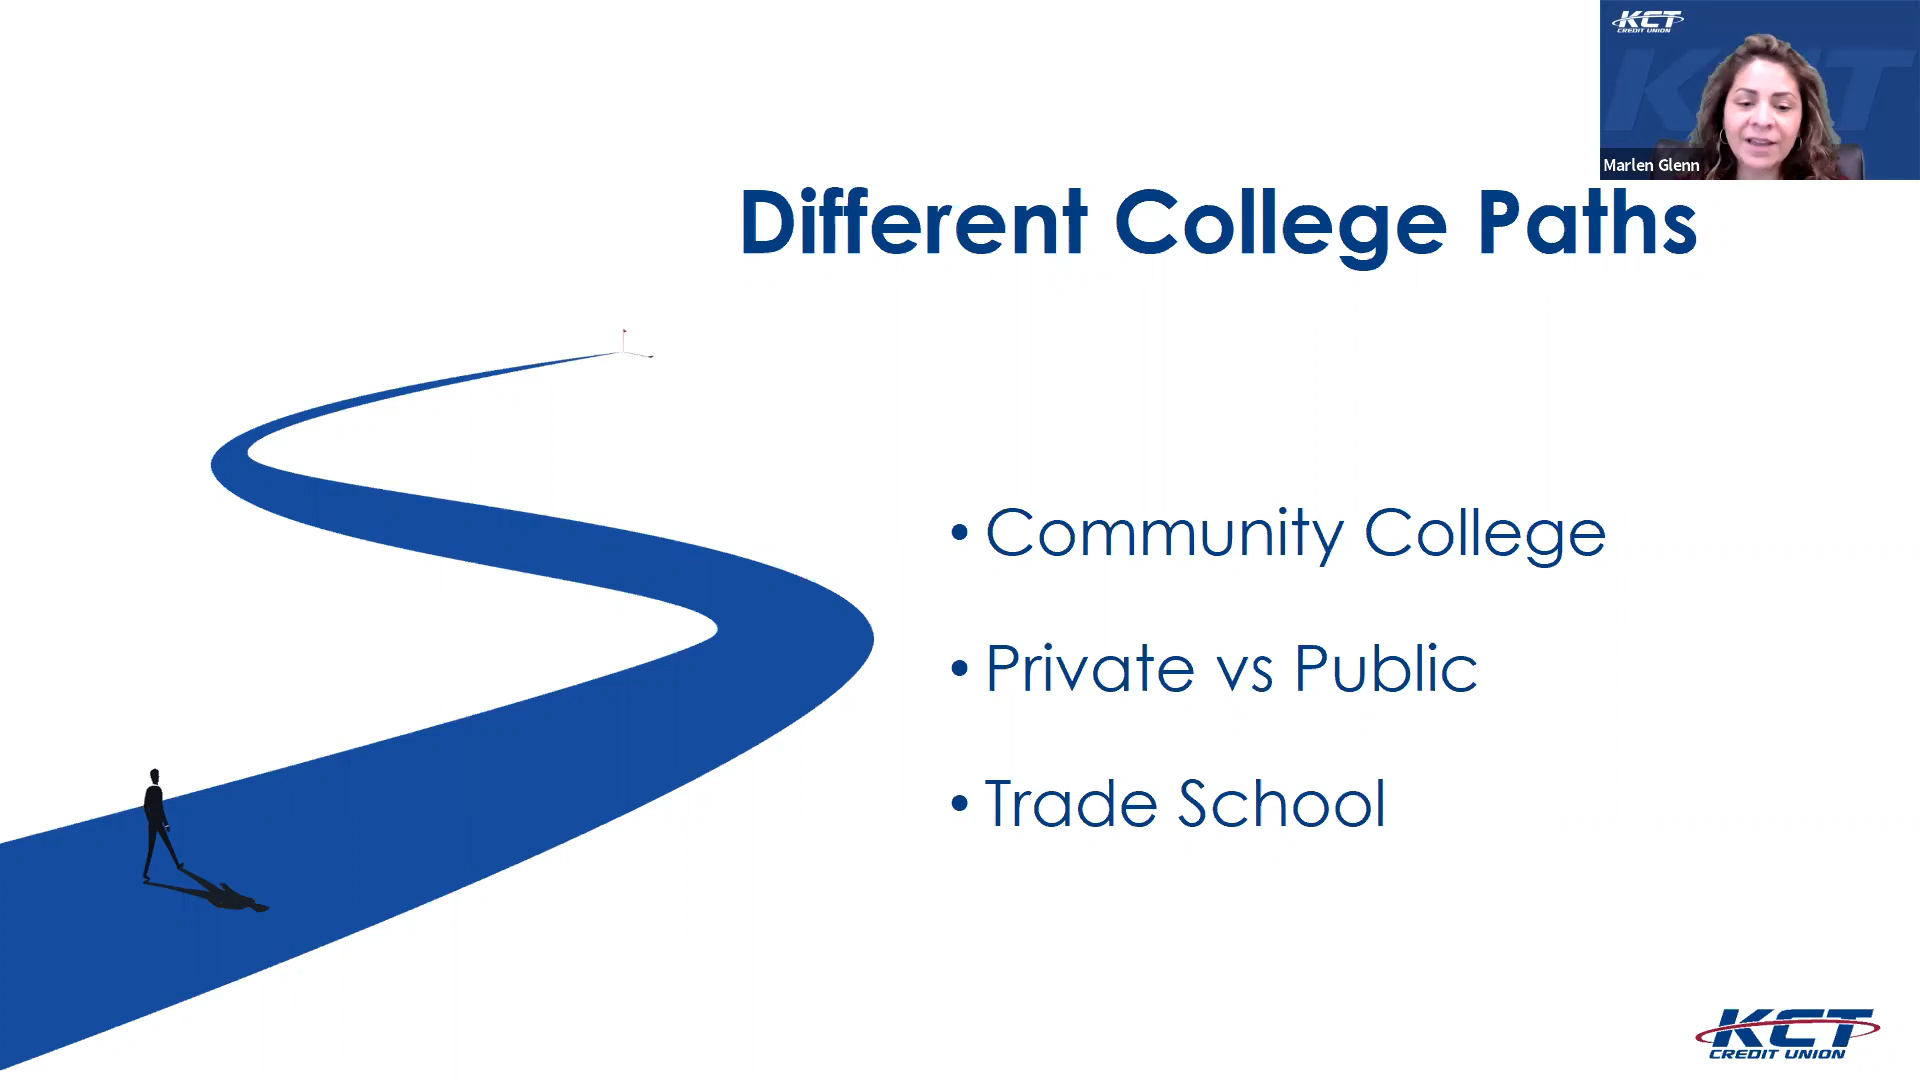 KCT
CREDIT UNION
Marlen Glenn
Different College Paths
• Community College
• Private vs Public
• Trade School
KCT
CREDIT UNION